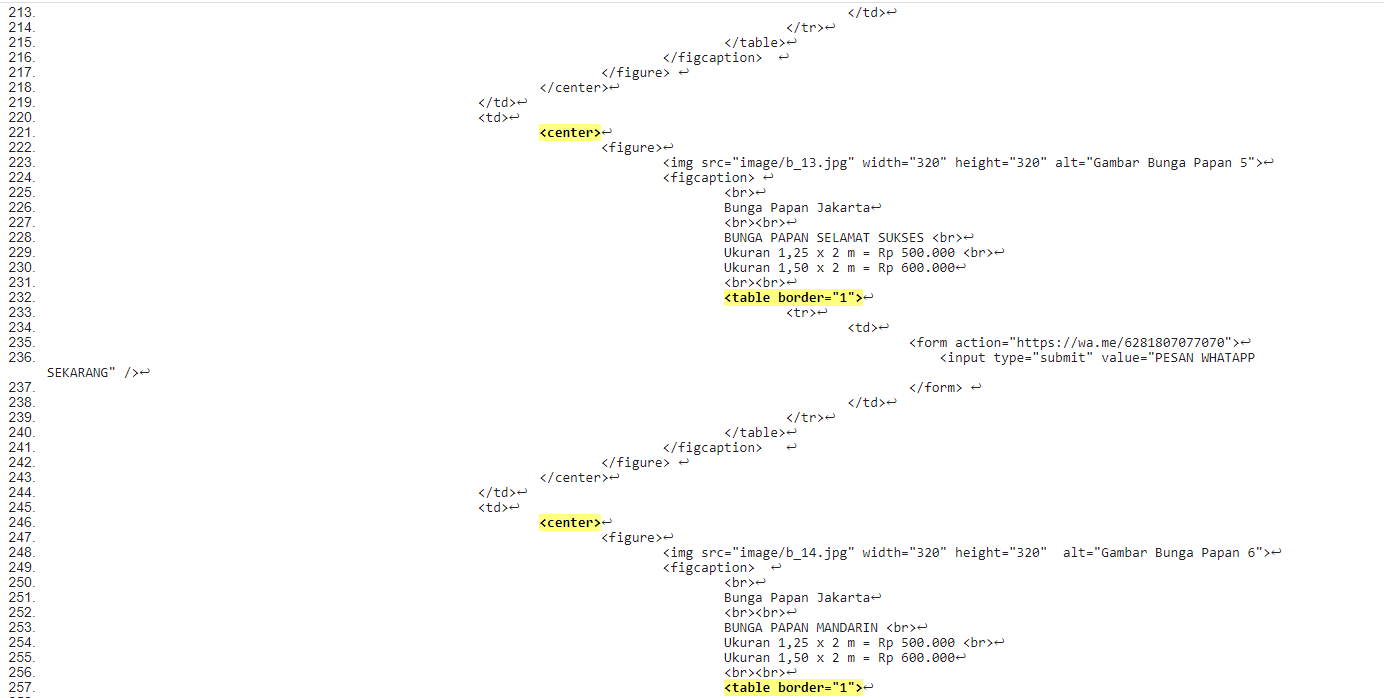 213. </td>↩
214. </tr>↩
215. </table>↩
216. </figcaption> ↩
217. </figure> ↩
218. </center>↩
219. </td>↩
220. <td>↩
221. <center>↩
222. <figure>↩
223. <img src="image/b_13.jpg" width="320" height="320" alt="Gambar Bunga Papan 5">↩
224. <figcaption> ↩
225. <br>↩
226. Bunga Papan Jakarta↩
227. <br><br>↩
228. BUNGA PAPAN SELAMAT SUKSES <br>↩
229. Ukuran 1,25 x 2 m = Rp 500.000 <br>↩
230. Ukuran 1,50 x 2 m = Rp 600.000↩
231. <br><br>↩
232. <table border="1">↩
233. <tr>↩
234. <td>↩
235. <form action="https://wa.me/6281807077070">↩
236. <input type="submit" value="PESAN WHATAPP
SEKARANG" />↩
237. </form> ↩
238. </td>↩
239. </tr>↩
240. </table>↩
241. </figcaption> ↩
242. </figure> ↩
243. </center>↩
244. </td>↩
245. <td>↩
246. <center>↩
247. <figure>↩
248. <img src="image/b_14.jpg" width="320" height="320"  alt="Gambar Bunga Papan 6">↩
249. <figcaption> ↩
250. <br>↩
251. Bunga Papan Jakarta↩
252. <br><br>↩
253. BUNGA PAPAN MANDARIN <br>↩
254. Ukuran 1,25 x 2 m = Rp 500.000 <br>↩
255. Ukuran 1,50 x 2 m = Rp 600.000↩
256. <br><br>↩
257. <table border="1">↩